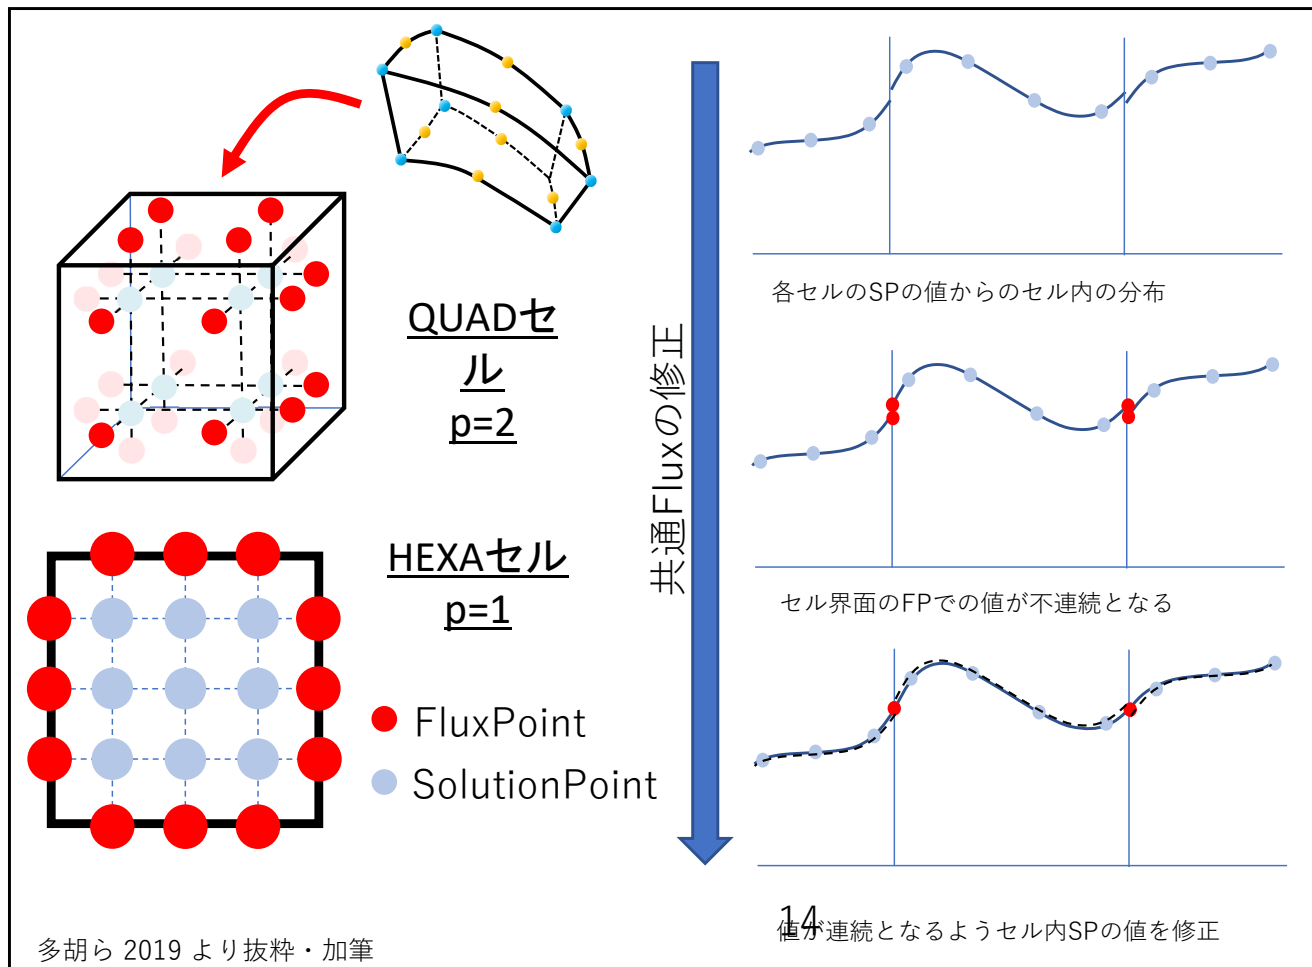 QUADセ
ル
p=2
HEXAセル
p=1
FluxPoint
SolutionPoint
共通Fluxの修正
各セルのSPの値からのセル内の分布
セル界面のFPでの値が不連続となる
14
値が連続となるようセル内SPの値を修正
多胡ら 2019 より抜粋・加筆